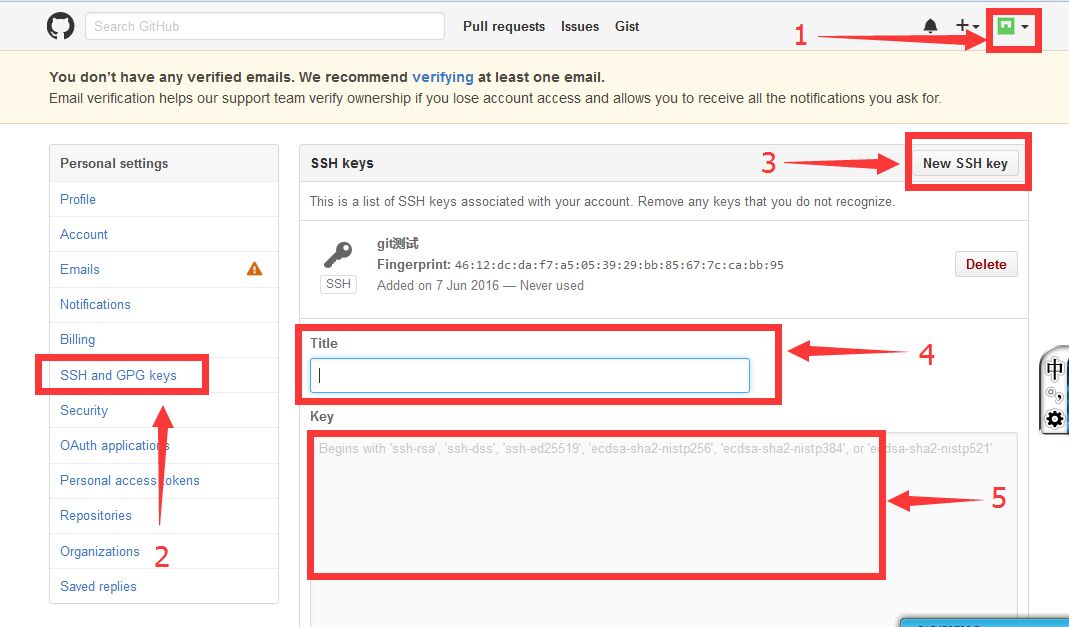 Search GitHub
Pull requests Issues Gist
1
You don't have any verified emails. We recommend verifying at least one email.
Email verification helps our support team verify ownership if you lose account access and allows you to receive all the notifications you ask for.
Personal settings
Profile
Account
Emails
Notifications
Billing
SSH and GPG keys
Security
OAuth applications
Personal access tokens
Repositories
Organizations
Saved replies
2
SSH keys
3
New SSH key
This is a list of SSH keys associated with your account. Remove any keys that you do not recognize.
git测试
Fingerprint: 46:12:dc:da:f7:a5:05:39:29:bb:85:67:7c:ca:bb:95
SSH
Added on 7 Jun 2016 — Never used
Delete
Title
4
Key
Begins with 'ssh-rsa', 'ssh-dss', 'ssh-ed25519', 'ecdsa-sha2-nistp256', 'ecdsa-sha2-nistp384', or 'ecdsa-sha2-nistp521'
5
中